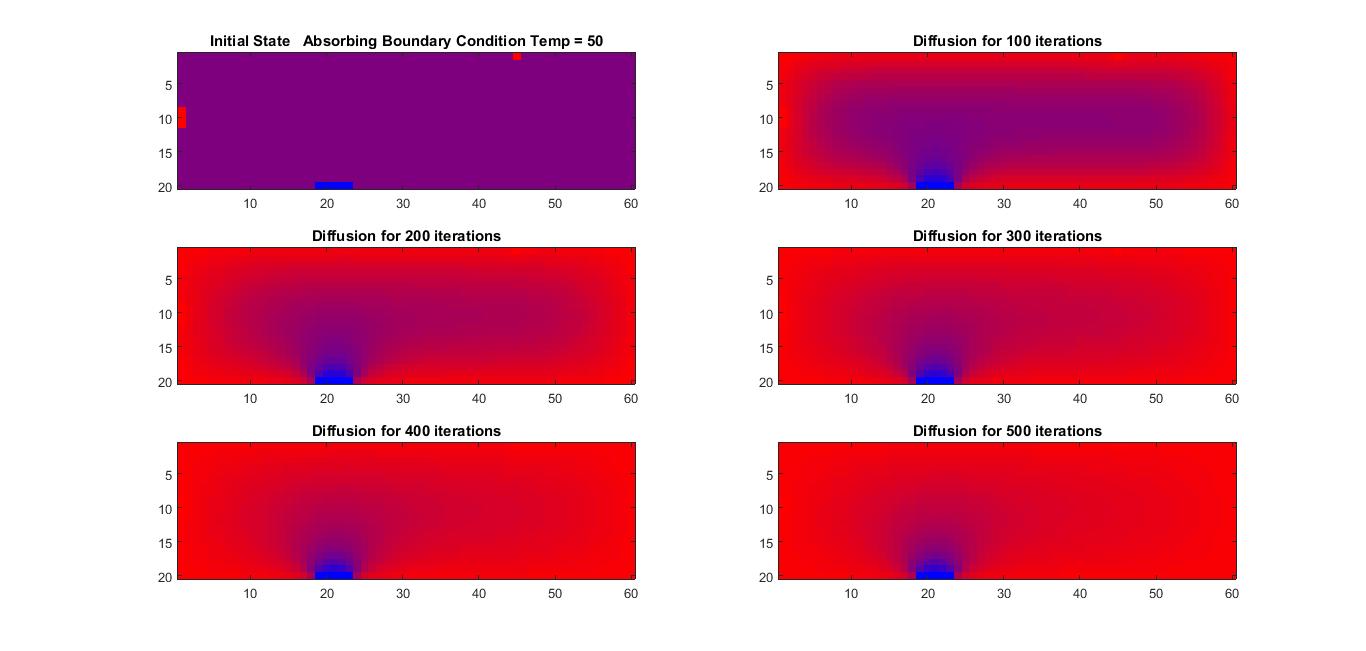 Initial State   Absorbing Boundary Condition Temp = 50
5
10
15
20
10 20 30 40 50 60
Diffusion for 100 iterations
5
10
15
20
10 20 30 40 50 60
Diffusion for 200 iterations
5
10
15
20
10 20 30 40 50 60
Diffusion for 300 iterations
5
10
15
20
10 20 30 40 50 60
Diffusion for 400 iterations
5
10
15
20
10 20 30 40 50 60
Diffusion for 500 iterations
5
10
15
20
10 20 30 40 50 60